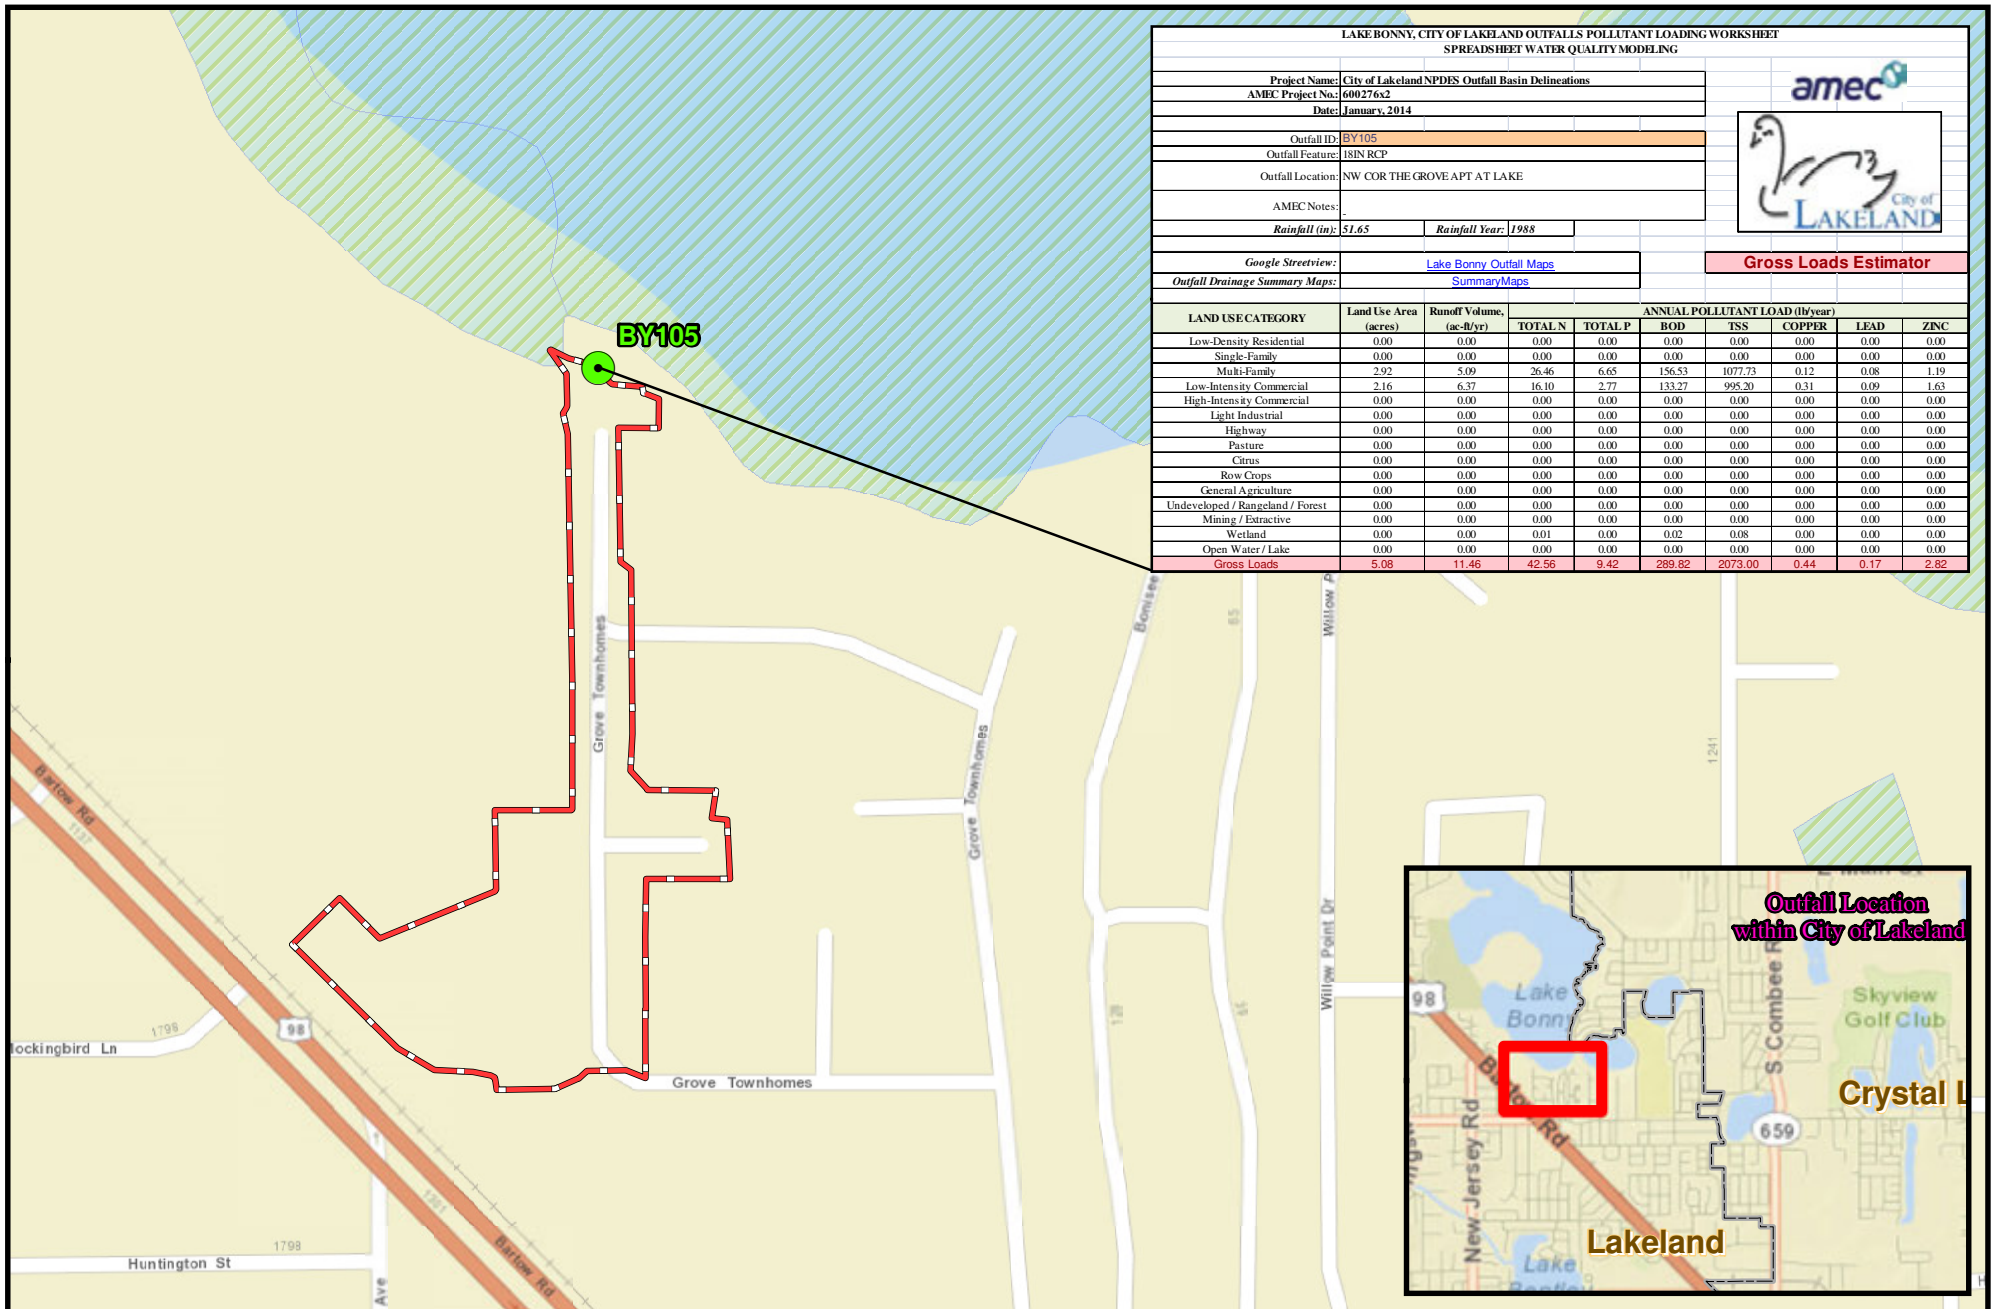 LAKE BONNY, CITY OF LAKELAND OUTFALLS POLLUTANT LOADING WORKSHEET
SPREADSHEET WATER QUALITY MODELING
Project Name: City of Lakeland NPDES Outfall Basin Delineations
AMEC Project No.: 600276x2
Date: January, 2014
amec
Outfall ID: BY105
Outfall Feature: 18IN RCP
Outfall Location: NW COR THE GROVE APT AT LAKE
AMEC Notes: -
City of
LAKELAND
Rainfall (in): 51.65 Rainfall Year: 1988
Google Streetview: Lake Bonny Outfall Maps
Gross Loads Estimator
Outfall Drainage Summary Maps: SummaryMaps
LAND USE CATEGORY Land Use Area (acres) Runoff Volume, (ac-ft/yr) ANNUAL POLLUTANT LOAD (lb/year)
TOTAL N TOTAL P BOD TSS COPPER LEAD ZINC
Low-Density Residential 0.00 0.00 0.00 0.00 0.00 0.00 0.00 0.00 0.00
Single-Family 0.00 0.00 0.00 0.00 0.00 0.00 0.00 0.00 0.00
Multi-Family 2.92 5.09 26.46 6.65 156.53 1077.73 0.12 0.08 1.19
Low-Intensity Commercial 2.16 6.37 16.10 2.77 133.27 995.20 0.31 0.09 1.63
High-Intensity Commercial 0.00 0.00 0.00 0.00 0.00 0.00 0.00 0.00 0.00
Light Industrial 0.00 0.00 0.00 0.00 0.00 0.00 0.00 0.00 0.00
Highway 0.00 0.00 0.00 0.00 0.00 0.00 0.00 0.00 0.00
Pasture 0.00 0.00 0.00 0.00 0.00 0.00 0.00 0.00 0.00
Citrus 0.00 0.00 0.00 0.00 0.00 0.00 0.00 0.00 0.00
Row Crops 0.00 0.00 0.00 0.00 0.00 0.00 0.00 0.00 0.00
General Agriculture 0.00 0.00 0.00 0.00 0.00 0.00 0.00 0.00 0.00
Undeveloped / Rangeland / Forest 0.00 0.00 0.00 0.00 0.00 0.00 0.00 0.00 0.00
Mining / Extractive 0.00 0.00 0.00 0.00 0.00 0.00 0.00 0.00 0.00
Wetland 0.00 0.00 0.01 0.00 0.02 0.08 0.00 0.00 0.00
Open Water / Lake 0.00 0.00 0.00 0.00 0.00 0.00 0.00 0.00 0.00
Gross Loads 5.08 11.46 42.56 9.42 289.82 2073.00 0.44 0.17 2.82
BY105
Grove Townhomes
Grove Townhomes
Grove Townhomes
Grove Townhomes
Bonisee
65
Willow P
Willow Point Dr
1241
129
Bartow Rd
1137
98
1798
Mockingbird Ln
1361
Bartow Rd
1798
Huntington St
Ave
E Main St
Outfall Location
within City of Lakeland
98
Lake
Bonny
S Combee R
Skyview
Golf Club
Bartow Rd
Crystal L
659
New Jersey Rd
Lakeland
Lake
Bentley